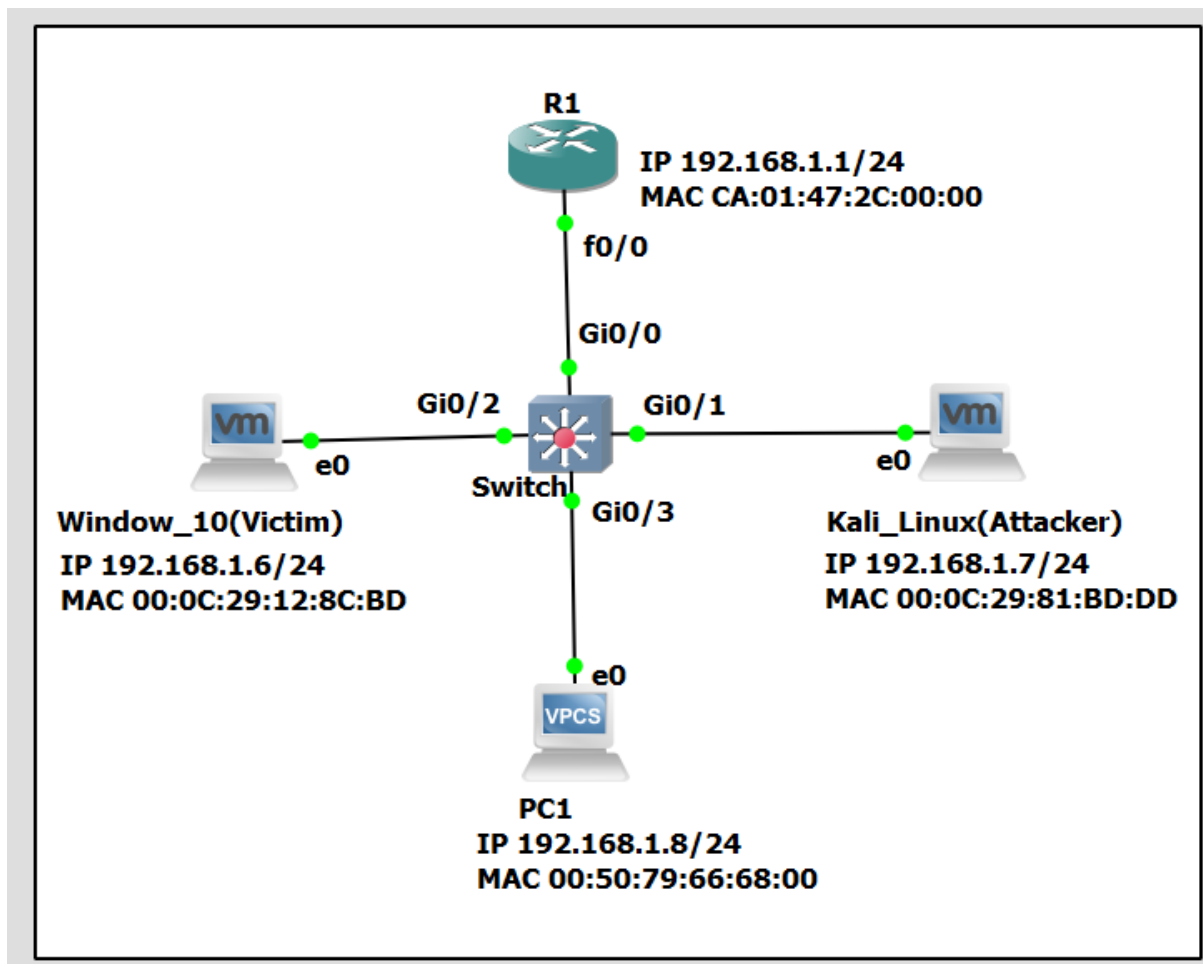 R1
IP 192.168.1.1/24
MAC CA:01:47:2C:00:00
f0/0
Gi0/0
Gi0/2
Gi0/1
vm
vm
e0
e0
Switch
Gi0/3
Window_10(Victim)
IP 192.168.1.6/24
MAC 00:0C:29:12:8C:BD
Kali_Linux(Attacker)
IP 192.168.1.7/24
MAC 00:0C:29:81:BD:DD
e0
VPCS
PC1
IP 192.168.1.8/24
MAC 00:50:79:66:68:00